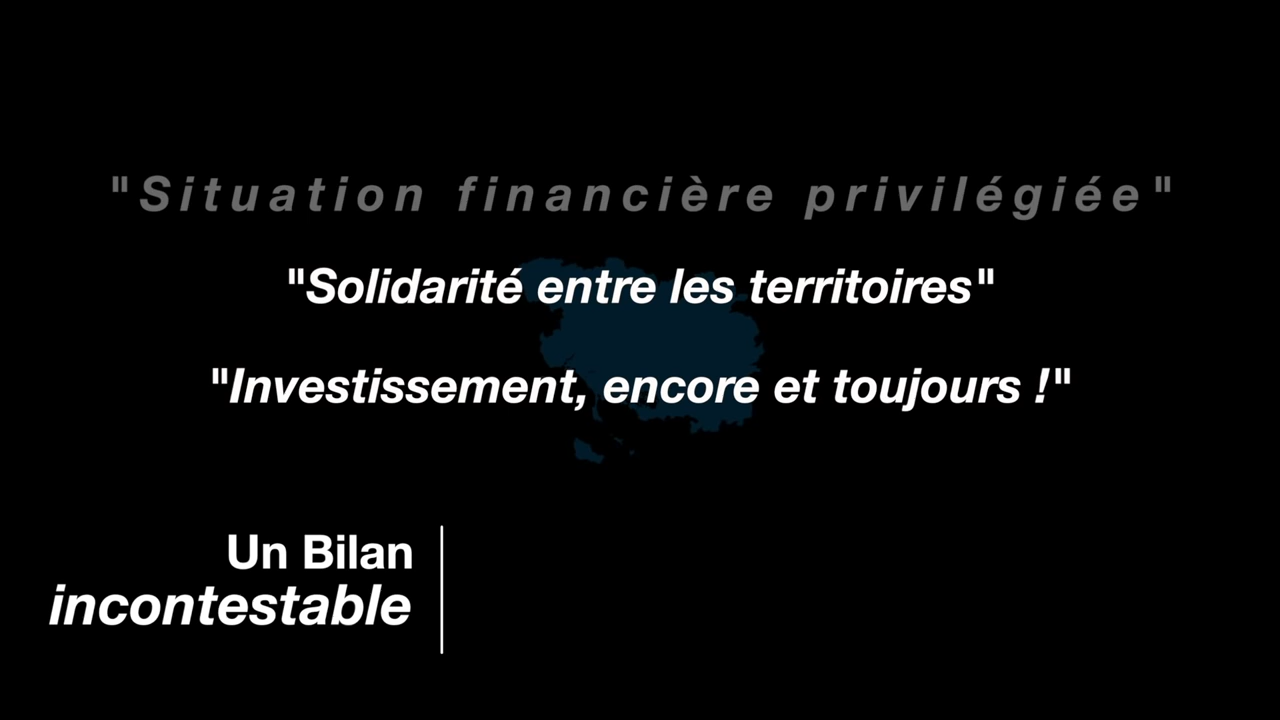 "Situation financière privilégiée"
"Solidarité entre les territoires"
"Investissement, encore et toujours !"
Un Bilan
incontestable